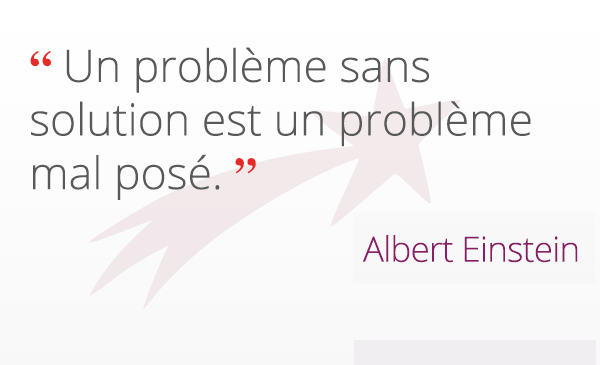 “ Un problème sans
solution est un problème
mal posé. ”
Albert Einstein